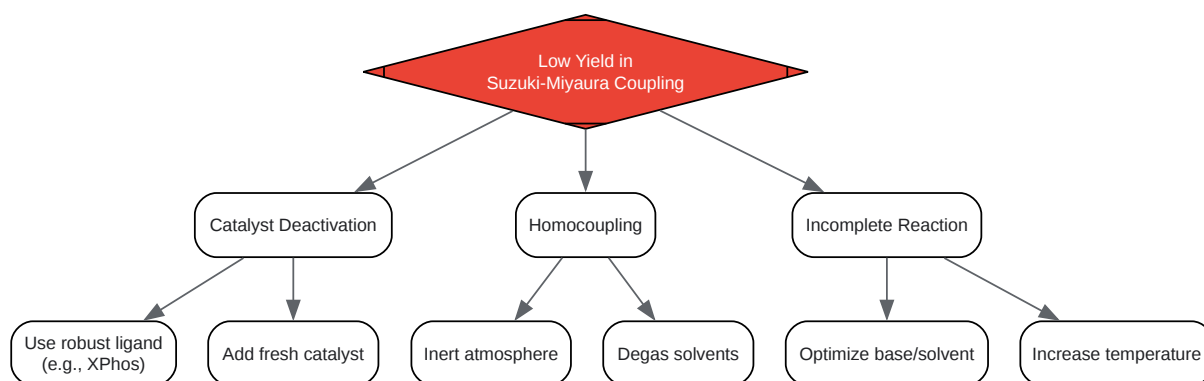 Low Yield in
Suzuki-Miyaura Coupling
Catalyst Deactivation
Homocoupling
Incomplete Reaction
Use robust ligand
(e.g., XPhos)
Add fresh catalyst
Inert atmosphere
Degas solvents
Optimize base/solvent
Increase temperature